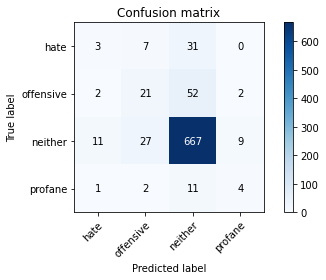 Confusion matrix
True label
hate 3 7 31 0
offensive 2 21 52 2
neither 11 27 667 9
profane 1 2 11 4
hate offensive neither profane
Predicted label
600
500
400
300
200
100
0